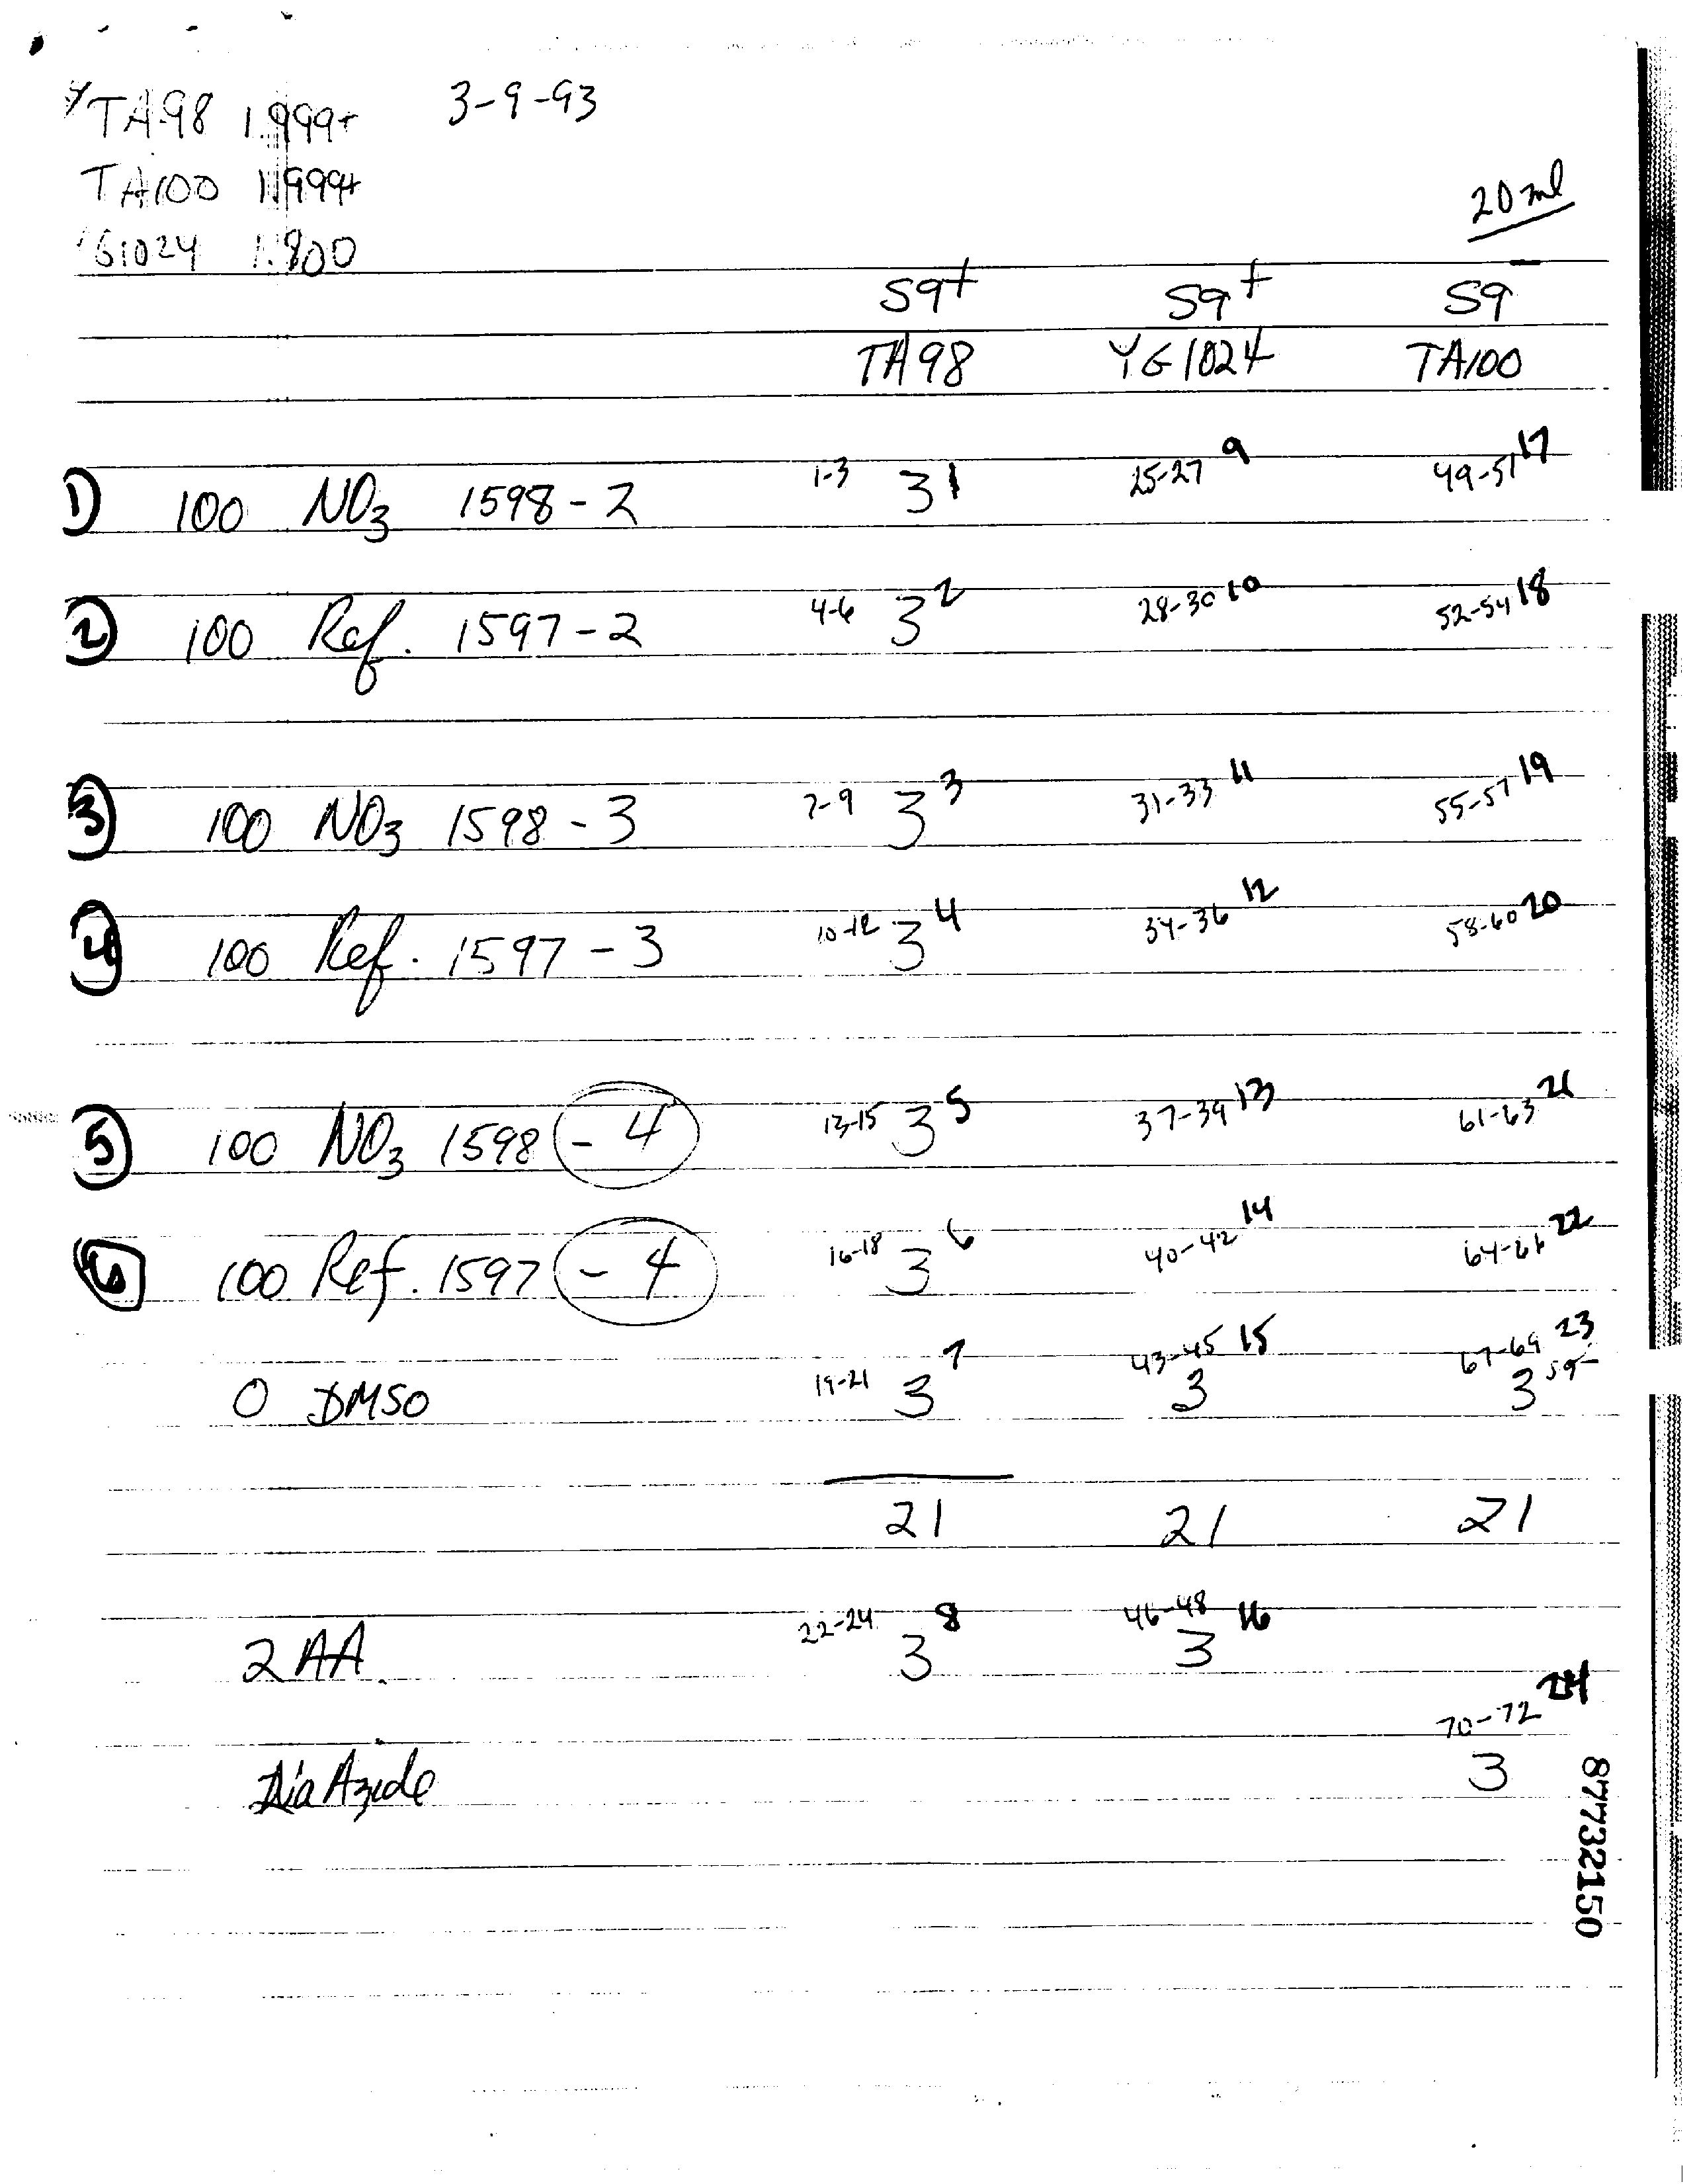 TA98 1.999+ 3-9-93
TA100 1.999+
G1024 1.800
20 ml
S9+ S9+ S9-
TA98 YG1024 TA100
1) 100 NO3 1598-2 1-3 3 1 25-27 9 49-51 17
2 100 Ref. 1597-2 4-6 3 2 28-30 10 52-54 18
3 100 NO3 1598-3 7-9 3 3 31-33 11 55-57 19
4 100 Ref. 1597-3 10-12 3 4 34-36 12 58-60 20
5 100 NO3 1598-4 13-15 3 5 37-39 13 61-63 21
6 100 Ref. 1597-4 16-18 3 6 40-42 14 64-66 22
7 43-45 15 67-69 23
0 DMSO 19-21 3 3 3 S9-
21 21 21
22-24 8 46-48 16
2AA. 3 3
70-72 24
Na Azide 3
87732150